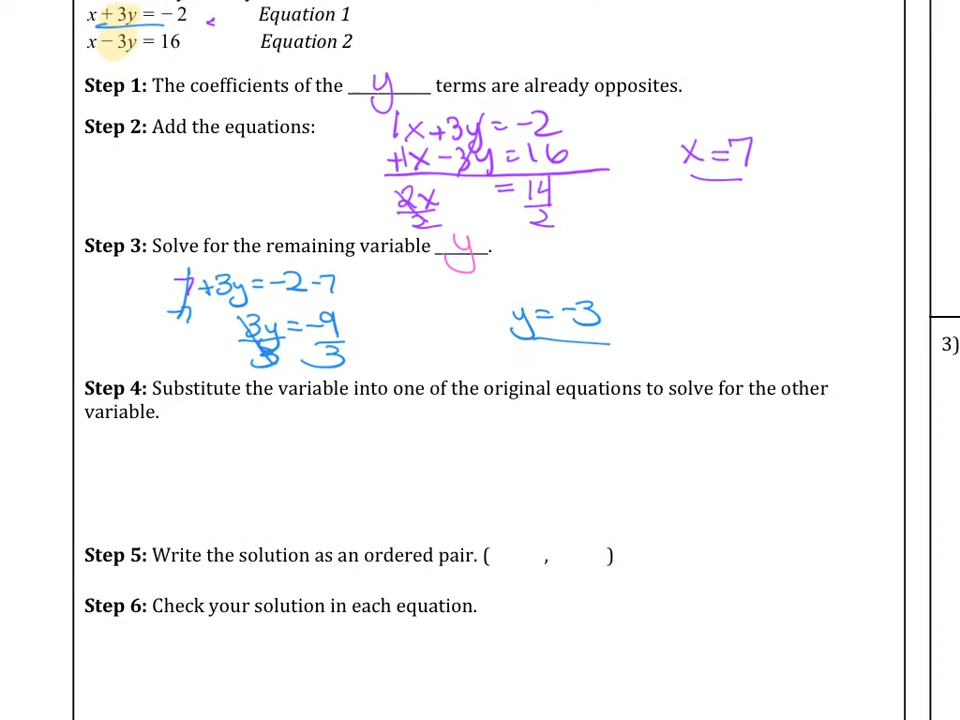 x + 3y = − 2 Equation 1
x − 3y = 16 Equation 2
Step 1: The coefficients of the y terms are already opposites.
Step 2: Add the equations:
1x+3y=-2
+1x-3y=16
x=7
2x = 14
2 2
Step 3: Solve for the remaining variable y.
7+3y=-2-7
-7
3y=-9
3 3
y=-3
3)
Step 4: Substitute the variable into one of the original equations to solve for the other
variable.
Step 5: Write the solution as an ordered pair. ( , )
Step 6: Check your solution in each equation.